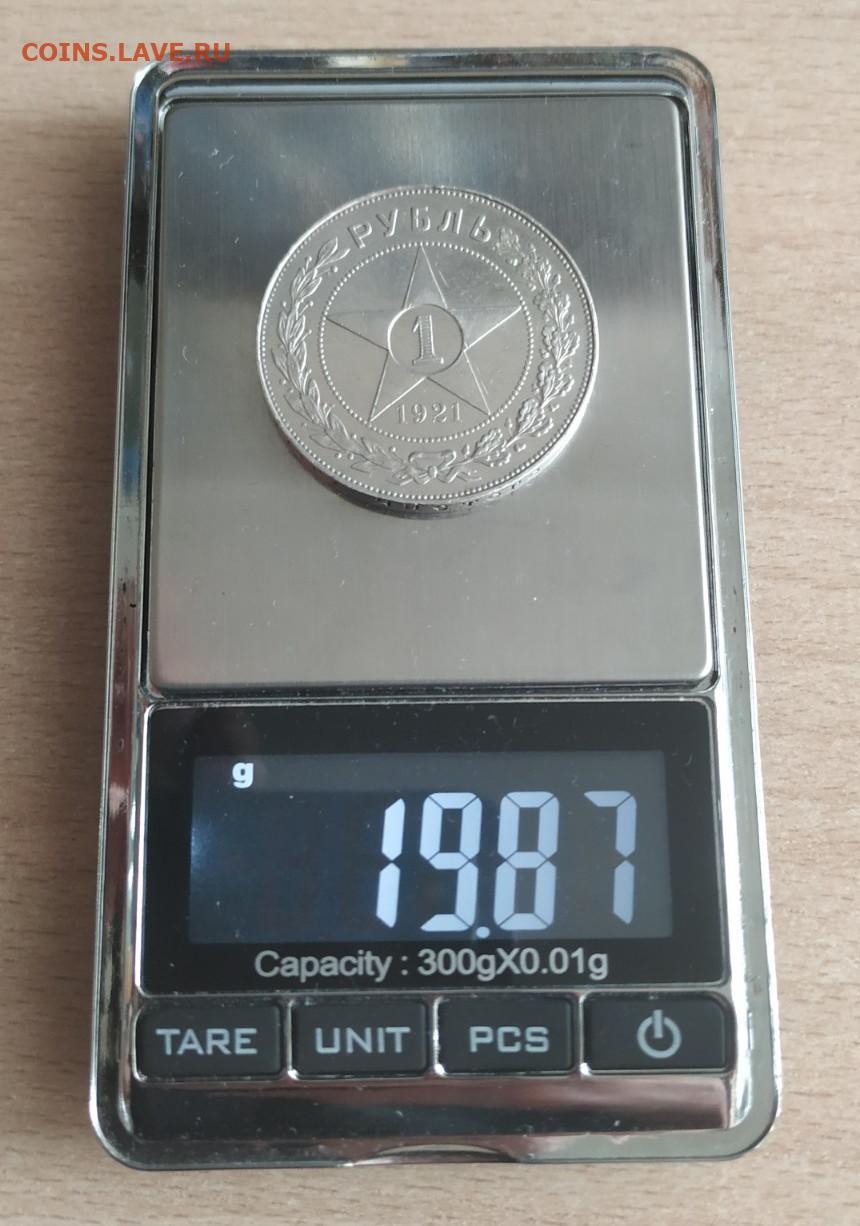 COINS.LAVE.RU
РУБЛЬ
1
1921
g
19.87
Capacity : 300gX0.01g
TARE UNIT PCS